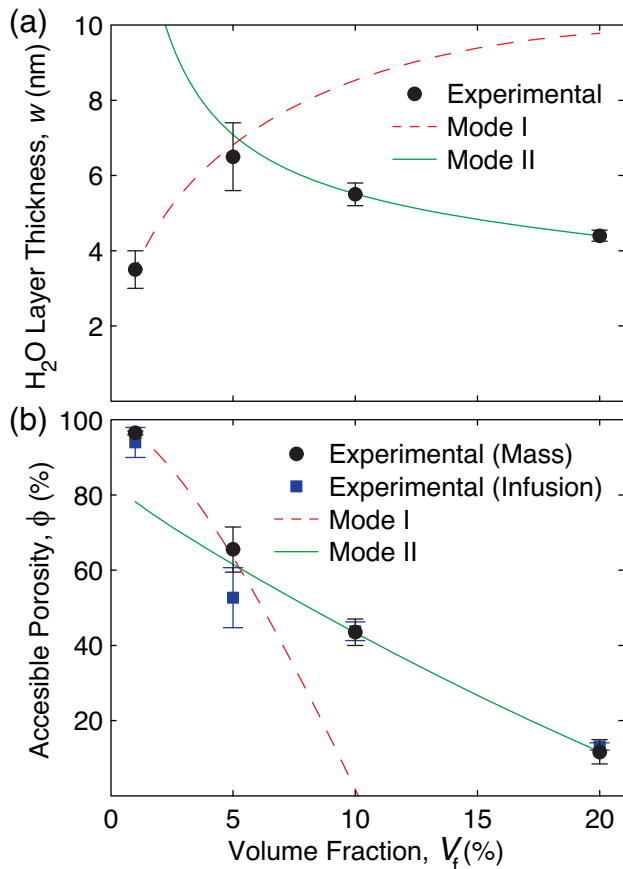 (a)
10
8
6
4
2
H₂O Layer Thickness, w (nm)
Experimental
Mode I
Mode II
(b)
100
80
60
40
20
Accesible Porosity, ϕ (%)
Experimental (Mass)
Experimental (Infusion)
Mode I
Mode II
0 5 10 15 20
Volume Fraction, V_f (%)